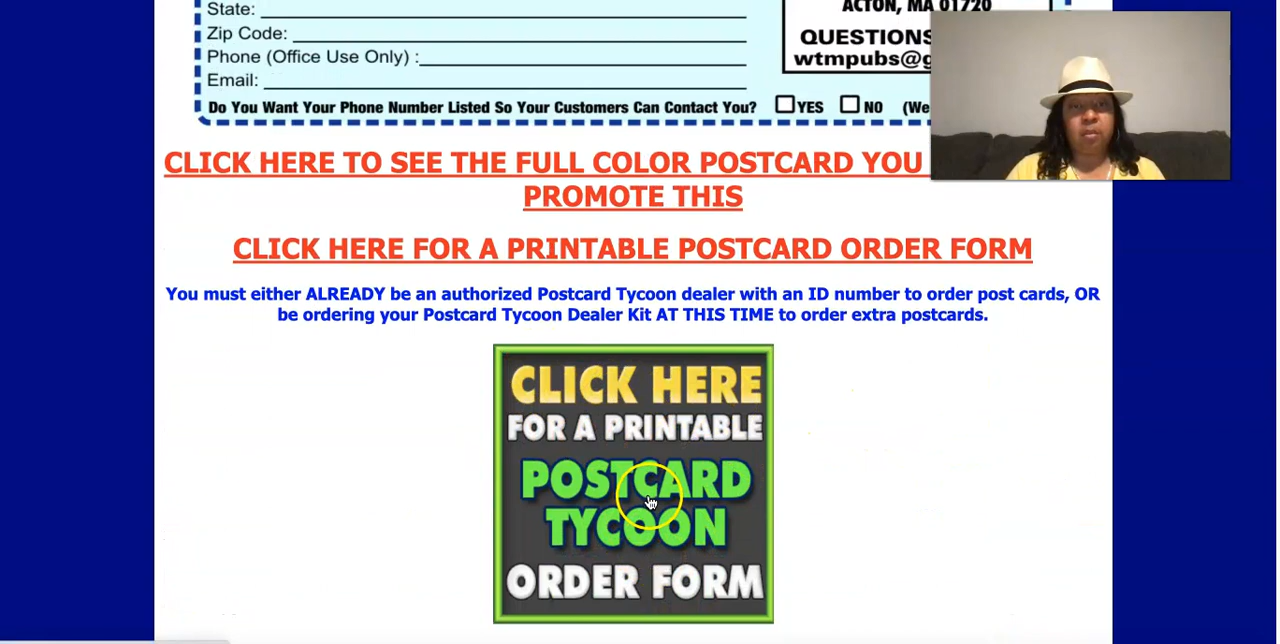 State:
ACTON, MA 01720
Zip Code:
QUESTIONS
Phone (Office Use Only) :
wtmpubs@g
Email:
Do You Want Your Phone Number Listed So Your Customers Can Contact You? YES NO (We
CLICK HERE TO SEE THE FULL COLOR POSTCARD YOU
PROMOTE THIS
CLICK HERE FOR A PRINTABLE POSTCARD ORDER FORM
You must either ALREADY be an authorized Postcard Tycoon dealer with an ID number to order post cards, OR
be ordering your Postcard Tycoon Dealer Kit AT THIS TIME to order extra postcards.
CLICK HERE
FOR A PRINTABLE
POSTCARD
TYCOON
ORDER FORM